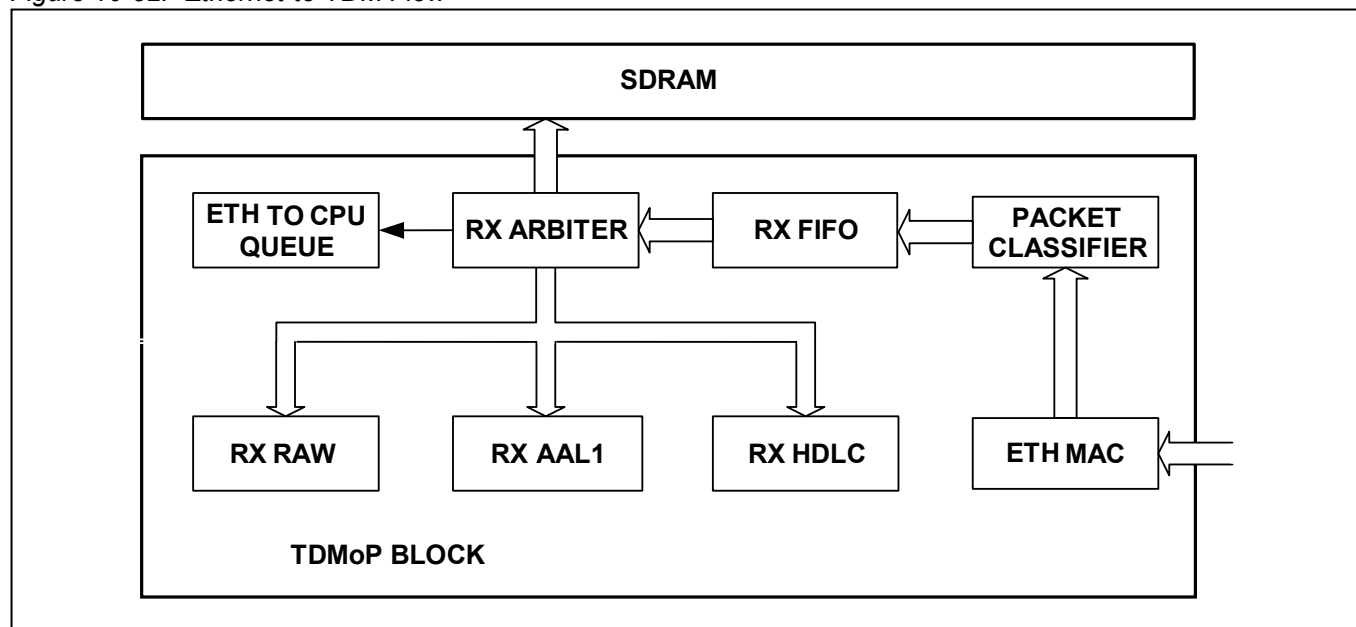 SDRAM
ETH TO CPU
QUEUE
RX ARBITER
RX FIFO
PACKET
CLASSIFIER
RX RAW
RX AAL1
RX HDLC
ETH MAC
TDMoP BLOCK